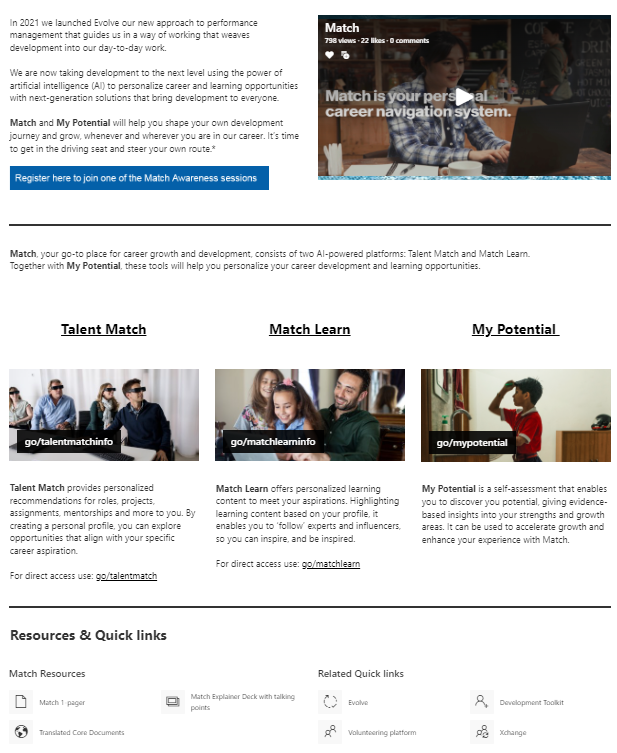 In 2021 we launched Evolve our new approach to performance
management that guides us in a way of working that weaves
development into our day-to-day work.
We are now taking development to the next level using the power of
artificial intelligence (AI) to personalize career and learning opportunities
with next-generation solutions that bring development to everyone.
Match and My Potential will help you shape your own development
journey and grow, whenever and wherever you are in our career. It's time
to get in the driving seat and steer your own route.*
Register here to join one of the Match Awareness sessions
Match
798 views · 22 likes · 0 comments
Match is your personal
career navigation system.
Match, your go-to place for career growth and development, consists of two AI-powered platforms: Talent Match and Match Learn.
Together with My Potential, these tools will help you personalize your career development and learning opportunities.
Talent Match
go/talentmatchinfo
Talent Match provides personalized
recommendations for roles, projects,
assignments, mentorships and more to you. By
creating a personal profile, you can explore
opportunities that align with your specific
career aspiration.
For direct access use: go/talentmatch
Match Learn
go/matchlearninfo
Match Learn offers personalized learning
content to meet your aspirations. Highlighting
learning content based on your profile, it
enables you to 'follow' experts and influencers,
so you can inspire, and be inspired.
For direct access use: go/matchlearn
My Potential
go/mypotential
My Potential is a self-assessment that enables
you to discover you potential, giving evidence-
based insights into your strengths and growth
areas. It can be used to accelerate growth and
enhance your experience with Match.
Resources & Quick links
Match Resources
Match 1-pager
Match Explainer Deck with talking
points
Translated Core Documents
Related Quick links
Evolve
Development Toolkit
Volunteering platform
Xchange